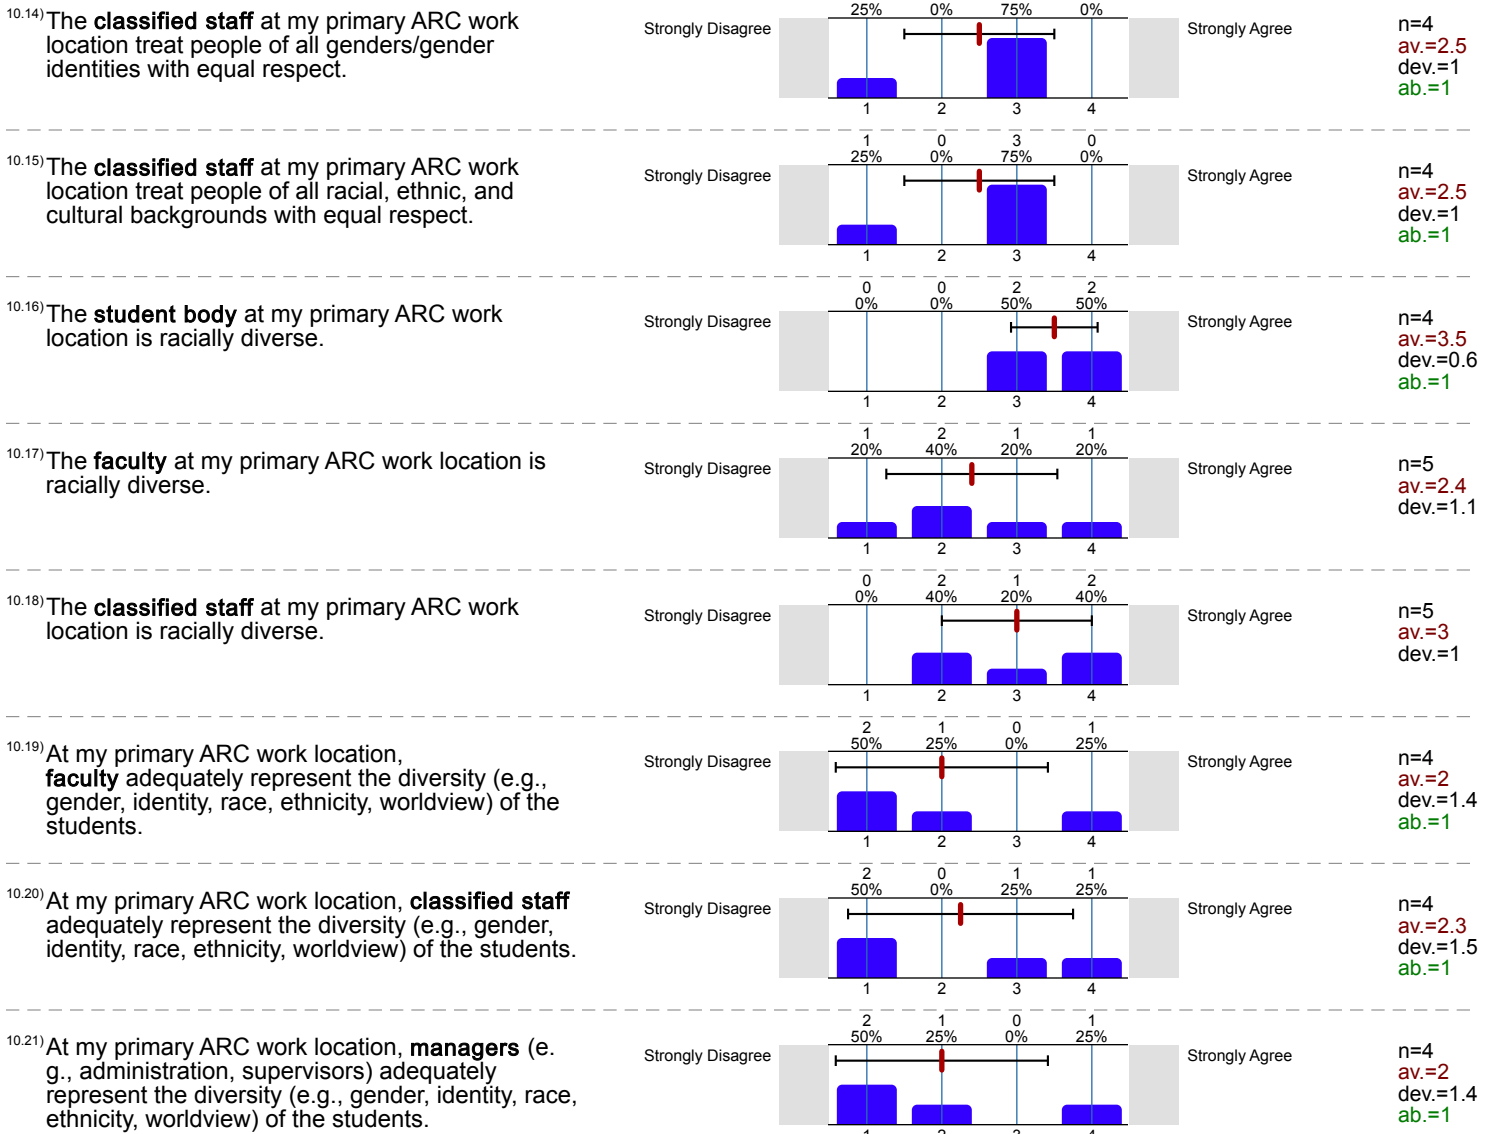 25% 0% 75% 0%
10.14) The classified staff at my primary ARC work
location treat people of all genders/gender
identities with equal respect.
Strongly Disagree
Strongly Agree
n=4
av.=2.5
dev.=1
ab.=1
1 2 3 4
1 0 3 0
25% 0% 75% 0%
10.15) The classified staff at my primary ARC work
location treat people of all racial, ethnic, and
cultural backgrounds with equal respect.
Strongly Disagree
Strongly Agree
n=4
av.=2.5
dev.=1
ab.=1
1 2 3 4
0 0 2 2
0% 0% 50% 50%
10.16) The student body at my primary ARC work
location is racially diverse.
Strongly Disagree
Strongly Agree
n=4
av.=3.5
dev.=0.6
ab.=1
1 2 3 4
1 2 1 1
20% 40% 20% 20%
10.17) The faculty at my primary ARC work location is
racially diverse.
Strongly Disagree
Strongly Agree
n=5
av.=2.4
dev.=1.1
1 2 3 4
0 2 1 2
0% 40% 20% 40%
10.18) The classified staff at my primary ARC work
location is racially diverse.
Strongly Disagree
Strongly Agree
n=5
av.=3
dev.=1
1 2 3 4
2 1 0 1
50% 25% 0% 25%
10.19) At my primary ARC work location,
faculty adequately represent the diversity (e.g.,
gender, identity, race, ethnicity, worldview) of the
students.
Strongly Disagree
Strongly Agree
n=4
av.=2
dev.=1.4
ab.=1
1 2 3 4
2 0 1 1
50% 0% 25% 25%
10.20) At my primary ARC work location, classified staff
adequately represent the diversity (e.g., gender,
identity, race, ethnicity, worldview) of the students.
Strongly Disagree
Strongly Agree
n=4
av.=2.3
dev.=1.5
ab.=1
1 2 3 4
2 1 0 1
50% 25% 0% 25%
10.21) At my primary ARC work location, managers (e.
g., administration, supervisors) adequately
represent the diversity (e.g., gender, identity, race,
ethnicity, worldview) of the students.
Strongly Disagree
Strongly Agree
n=4
av.=2
dev.=1.4
ab.=1